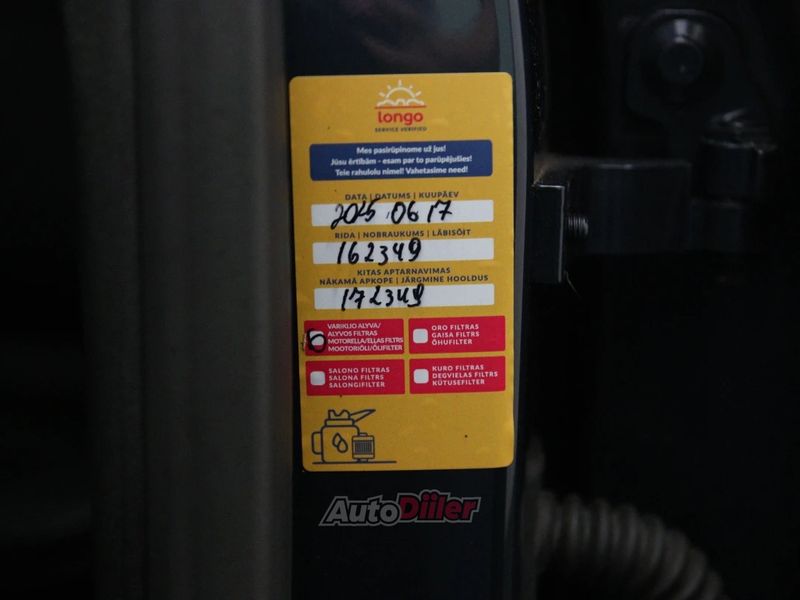 longo
SERVICE VERIFIED
Mes pasirūpinome už jus!
Jūsu ērtībām - esam par to parūpējušies!
Teie rahulolu nimel! Vahetasime need!
DATA | DATUMS | KUUPÄEV
2025 06 17
RIDA | NOBRAUKUMS | LÄBISÕIT
162349
KITAS APTARNAVIMAS
NĀKAMĀ APKOPE | JÄRGMINE HOOLDUS
172349
VARIKLIO ALYVA/
ALYVOS FILTRAS
MOTOREĻĻA/EĻĻAS FILTRS
MOOTORIÕLI/ÕLIFILTER
ORO FILTRAS
GAISA FILTRS
ÕHUFILTER
SALONO FILTRAS
SALONA FILTRS
SALONGIFILTER
KURO FILTRAS
DEGVIELAS FILTRS
KÜTUSEFILTER
AutoDiiler